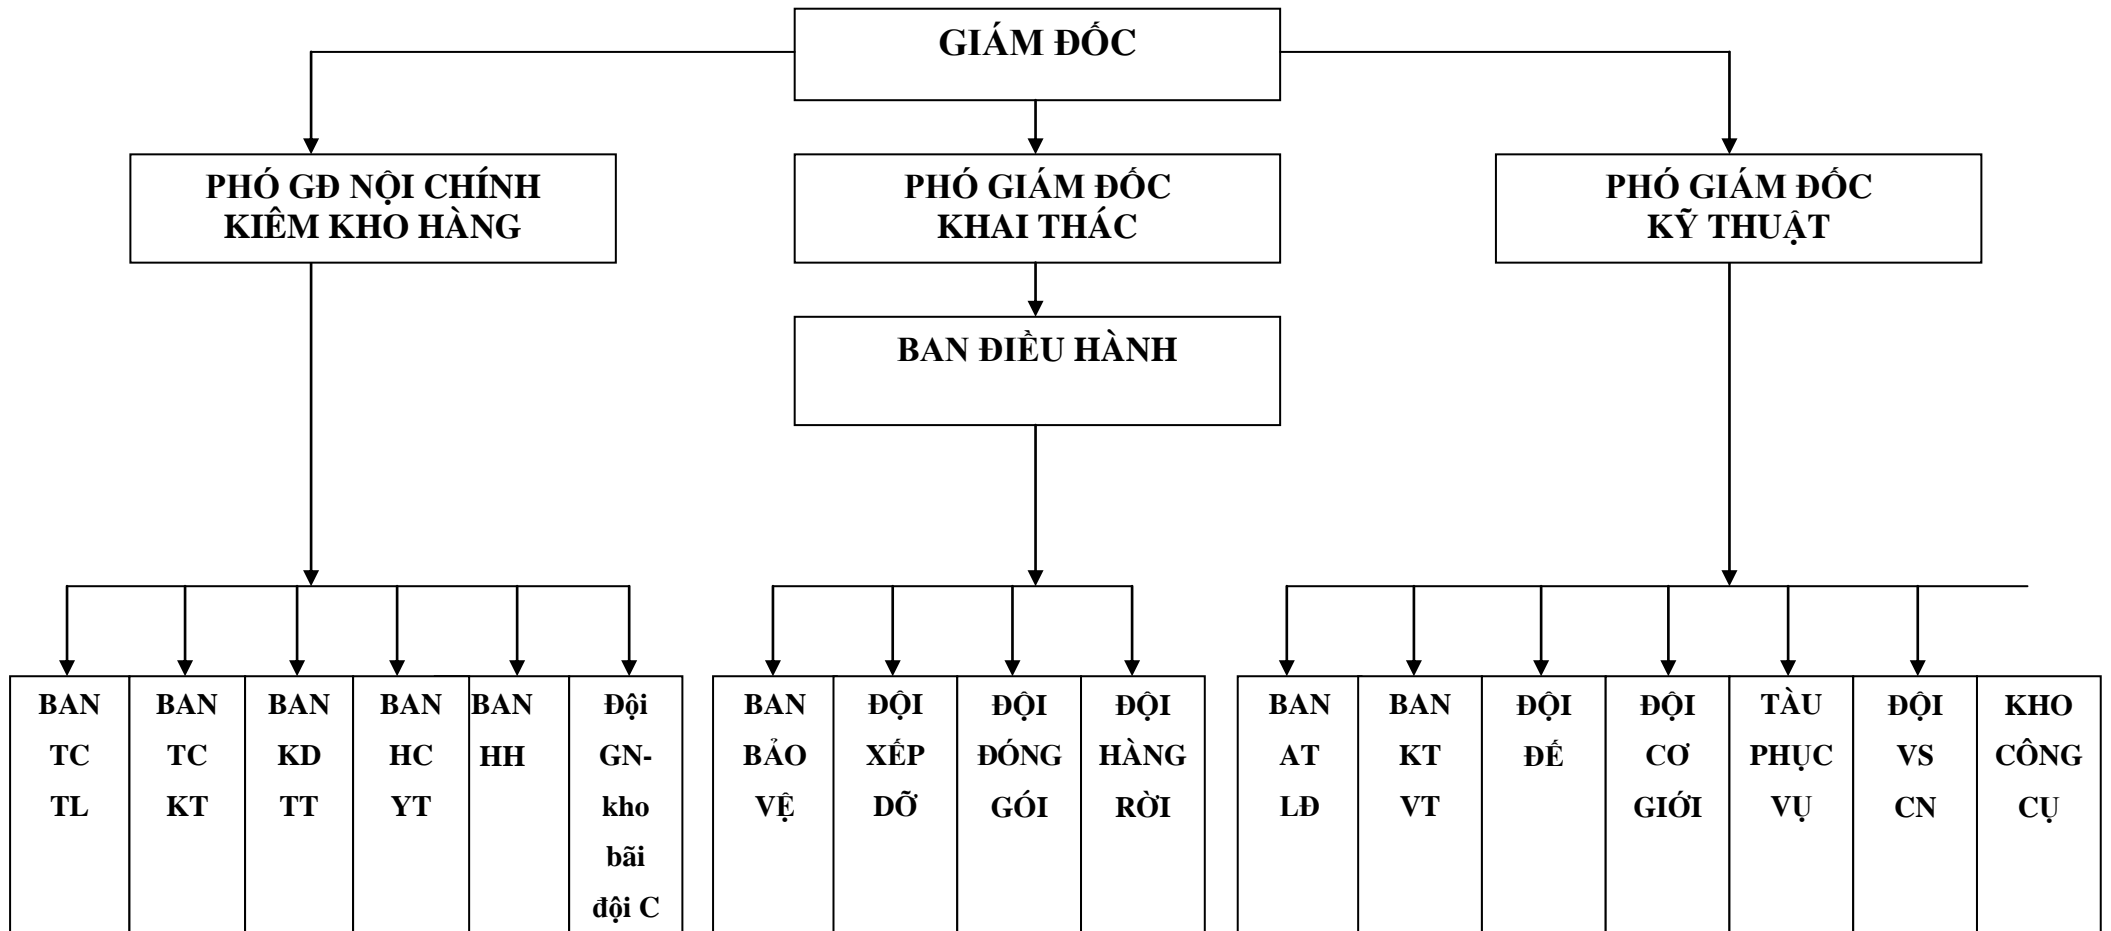 GIÁM ĐỐC
PHÓ GĐ NỘI CHÍNH
KIÊM KHO HÀNG
PHÓ GIÁM ĐỐC
KHAI THÁC
PHÓ GIÁM ĐỐC
KỸ THUẬT
BAN ĐIỀU HÀNH
BAN
TC
TL
BAN
TC
KT
BAN
KD
TT
BAN
HC
YT
BAN
HH
Đội
GN-
kho
bãi
đội C
BAN
BẢO
VỆ
ĐỘI
XẾP
DỠ
ĐỘI
ĐÓNG
GÓI
ĐỘI
HÀNG
RỜI
BAN
AT
LĐ
BAN
KT
VT
ĐỘI
ĐẾ
ĐỘI
CƠ
GIỚI
TÀU
PHỤC
VỤ
ĐỘI
VS
CN
KHO
CÔNG
CỤ